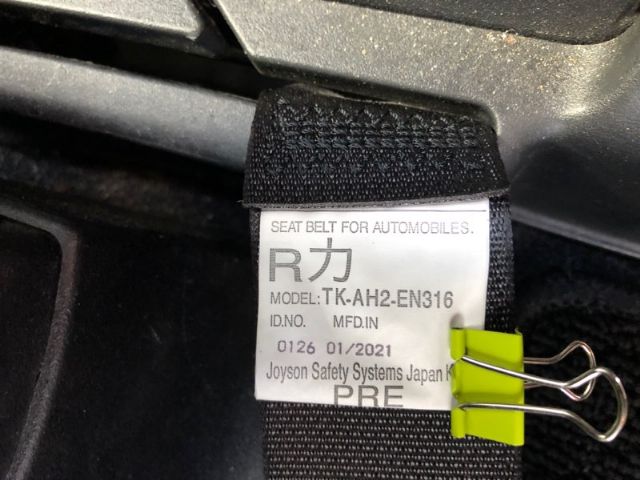 SEAT BELT FOR AUTOMOBILES.
R力
MODEL: TK-AH2-EN316
ID.NO. MFD.IN
0126 01/2021
Joyson Safety Systems Japan
PRE